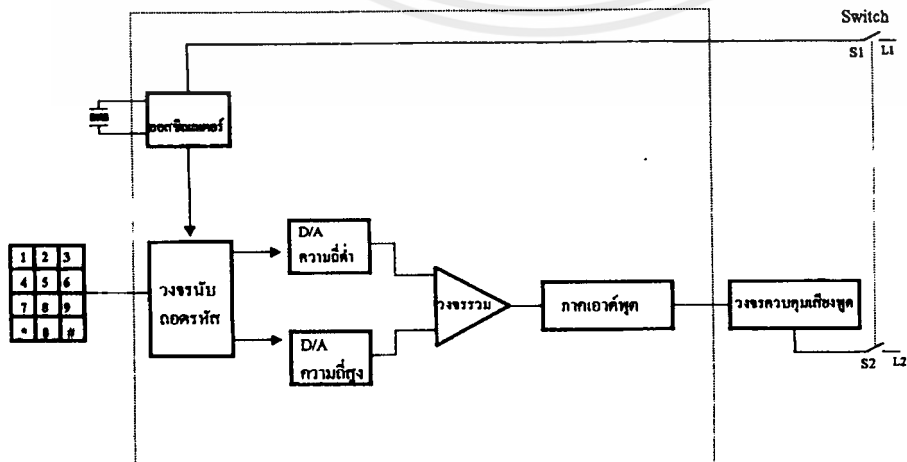 Switch
S1 L1
ออสซิลเลเตอร์
D/A
ความถี่ต่ำ
1 2 3
4 5 6
7 8 9
* #
วงจรนับ
ถอดรหัส
วงจรรวม
ภาคเอาต์พุต
วงจรควบคุมเสียงพูด
D/A
ความถี่สูง
S2 L2